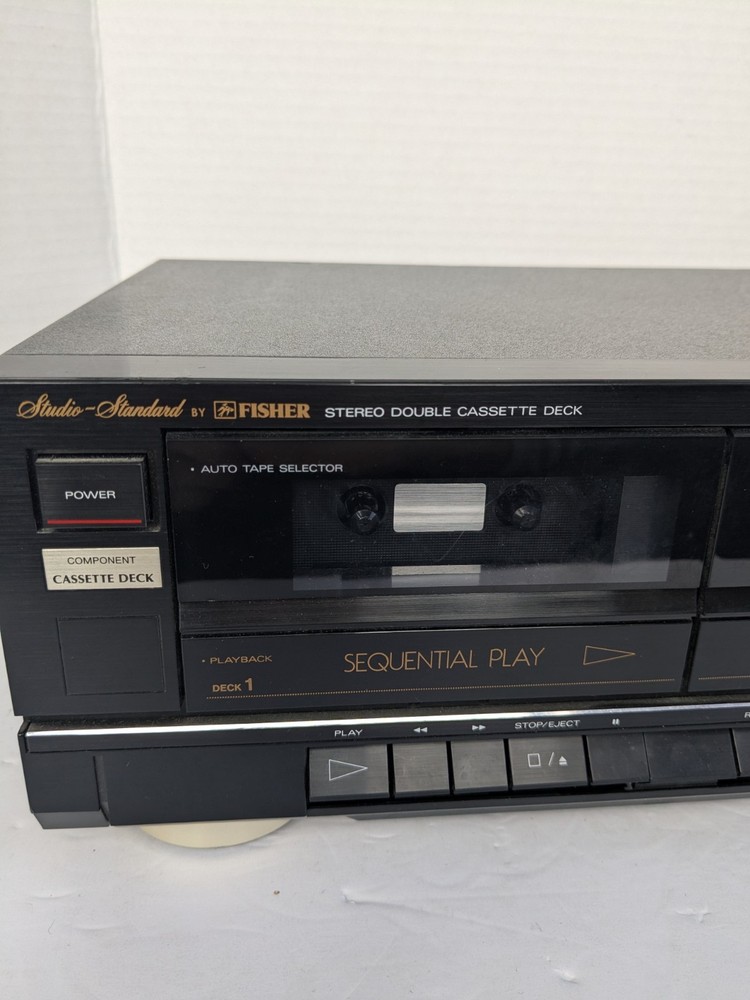 Studio-Standard BY FISHER STEREO DOUBLE CASSETTE DECK
• AUTO TAPE SELECTOR
POWER
COMPONENT
CASSETTE DECK
• PLAYBACK
SEQUENTIAL PLAY
DECK 1
PLAY ◀◀ ▶▶ STOP/EJECT